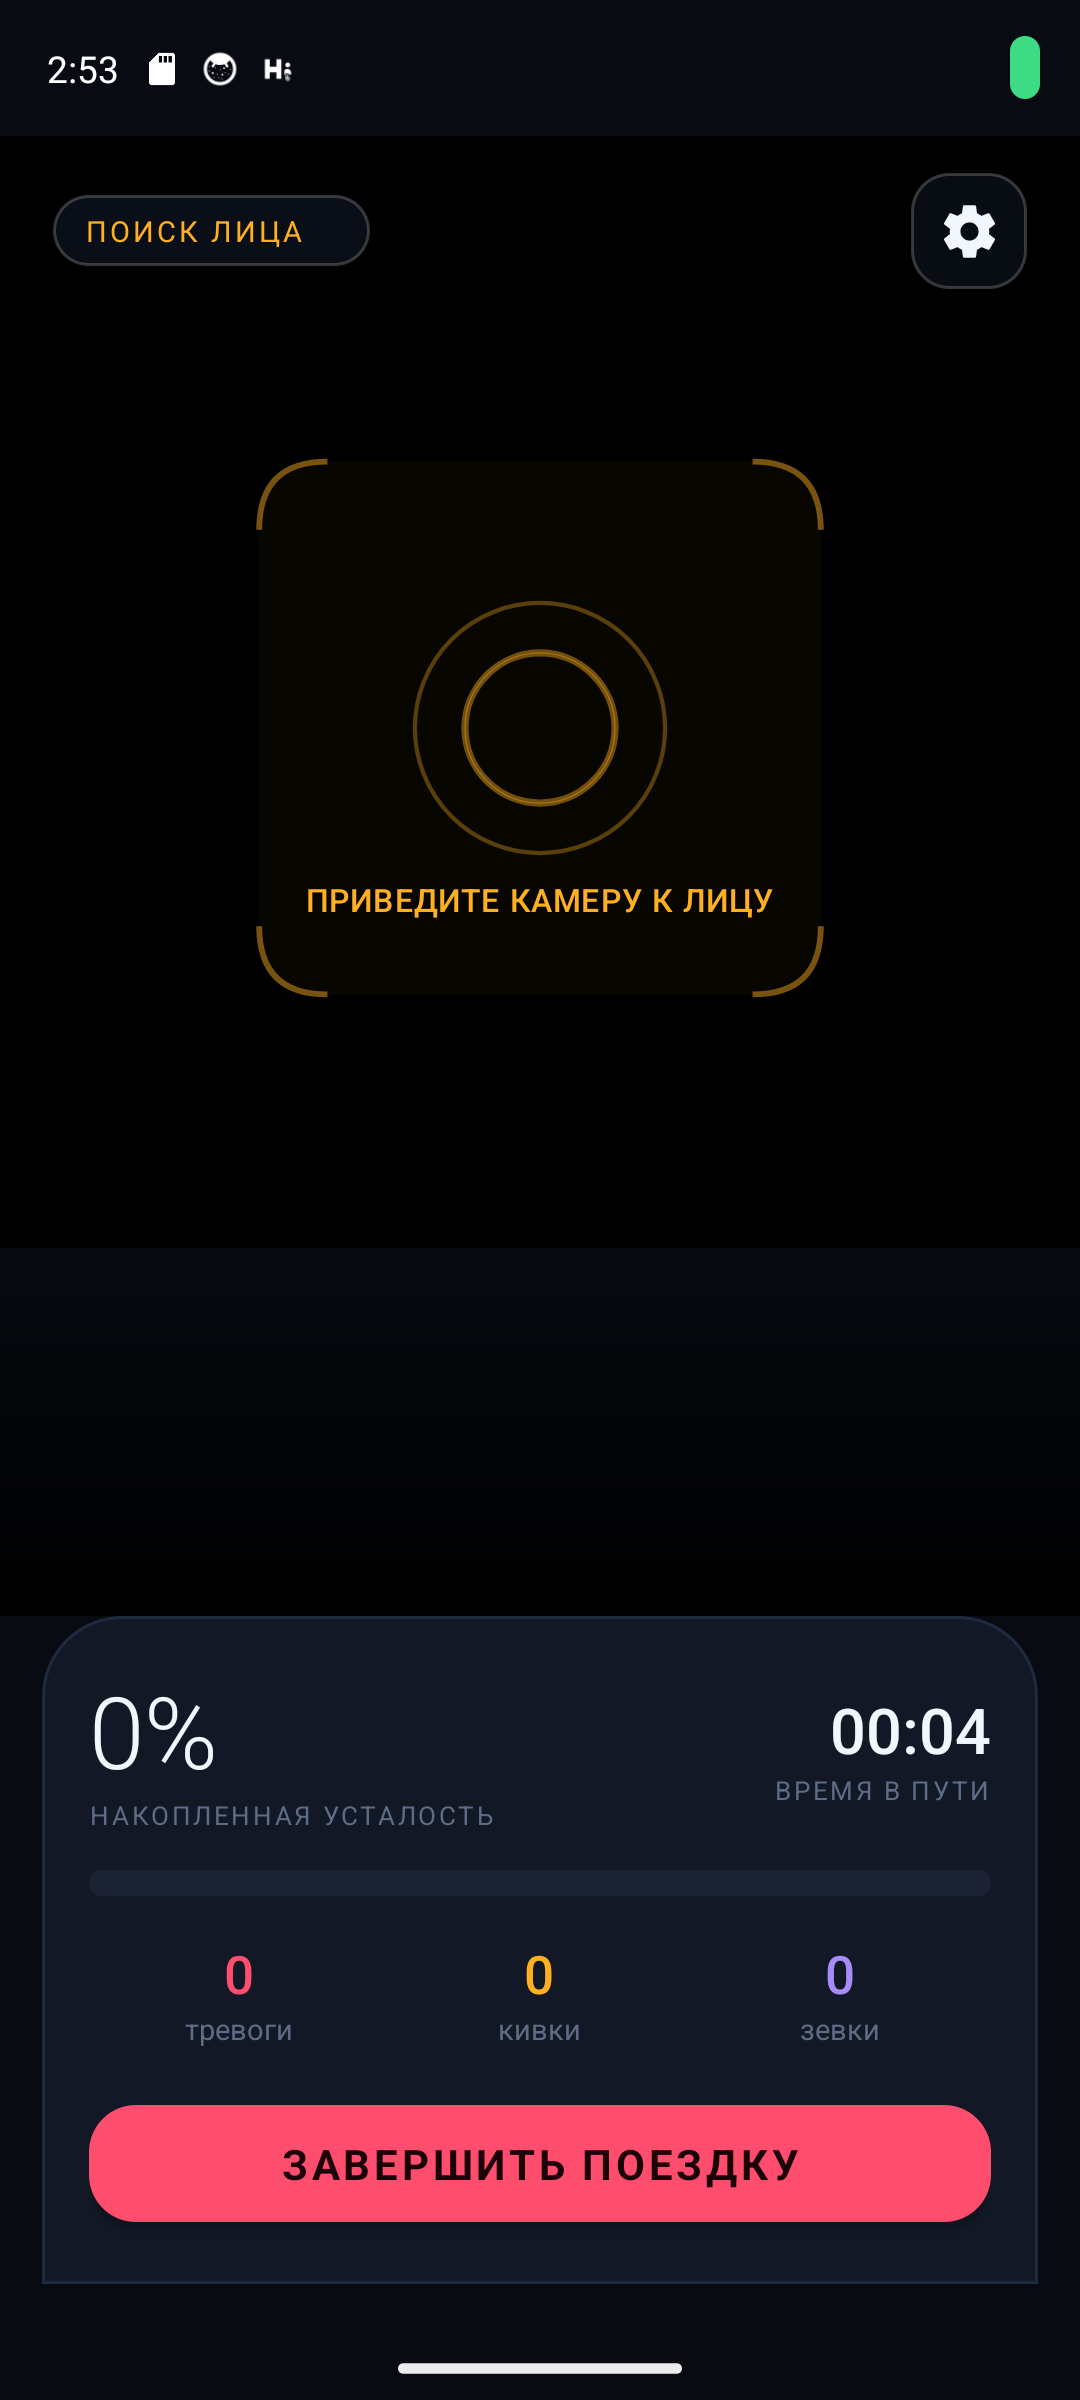 2:53
ПОИСК ЛИЦА
ПРИВЕДИТЕ КАМЕРУ К ЛИЦУ
0% 00:04
НАКОПЛЕННАЯ УСТАЛОСТЬ ВРЕМЯ В ПУТИ
0 0 0
тревоги кивки зевки
ЗАВЕРШИТЬ ПОЕЗДКУ